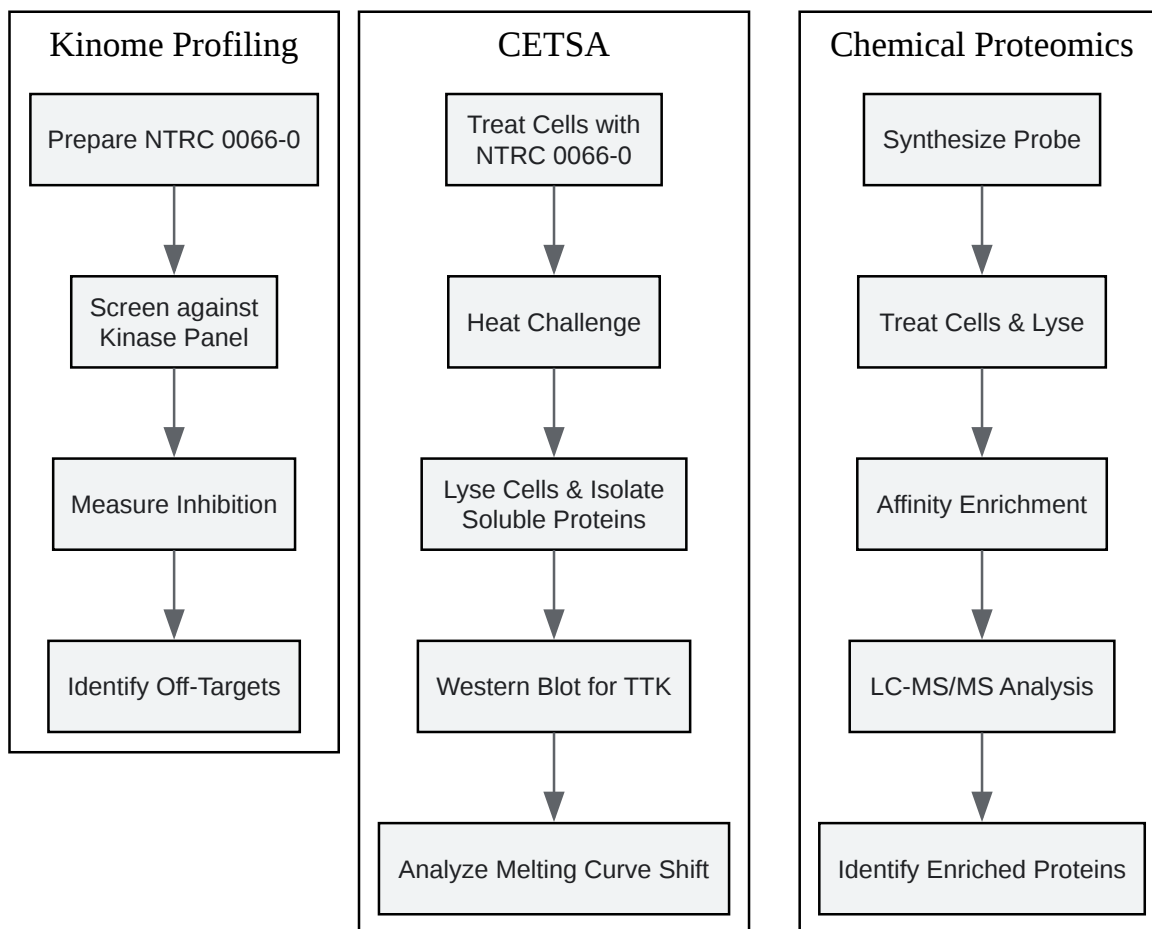 Kinome Profiling
Prepare NTRC 0066-0
Screen against
Kinase Panel
Measure Inhibition
Identify Off-Targets
CETSA
Treat Cells with
NTRC 0066-0
Heat Challenge
Lyse Cells & Isolate
Soluble Proteins
Western Blot for TTK
Analyze Melting Curve Shift
Chemical Proteomics
Synthesize Probe
Treat Cells & Lyse
Affinity Enrichment
LC-MS/MS Analysis
Identify Enriched Proteins